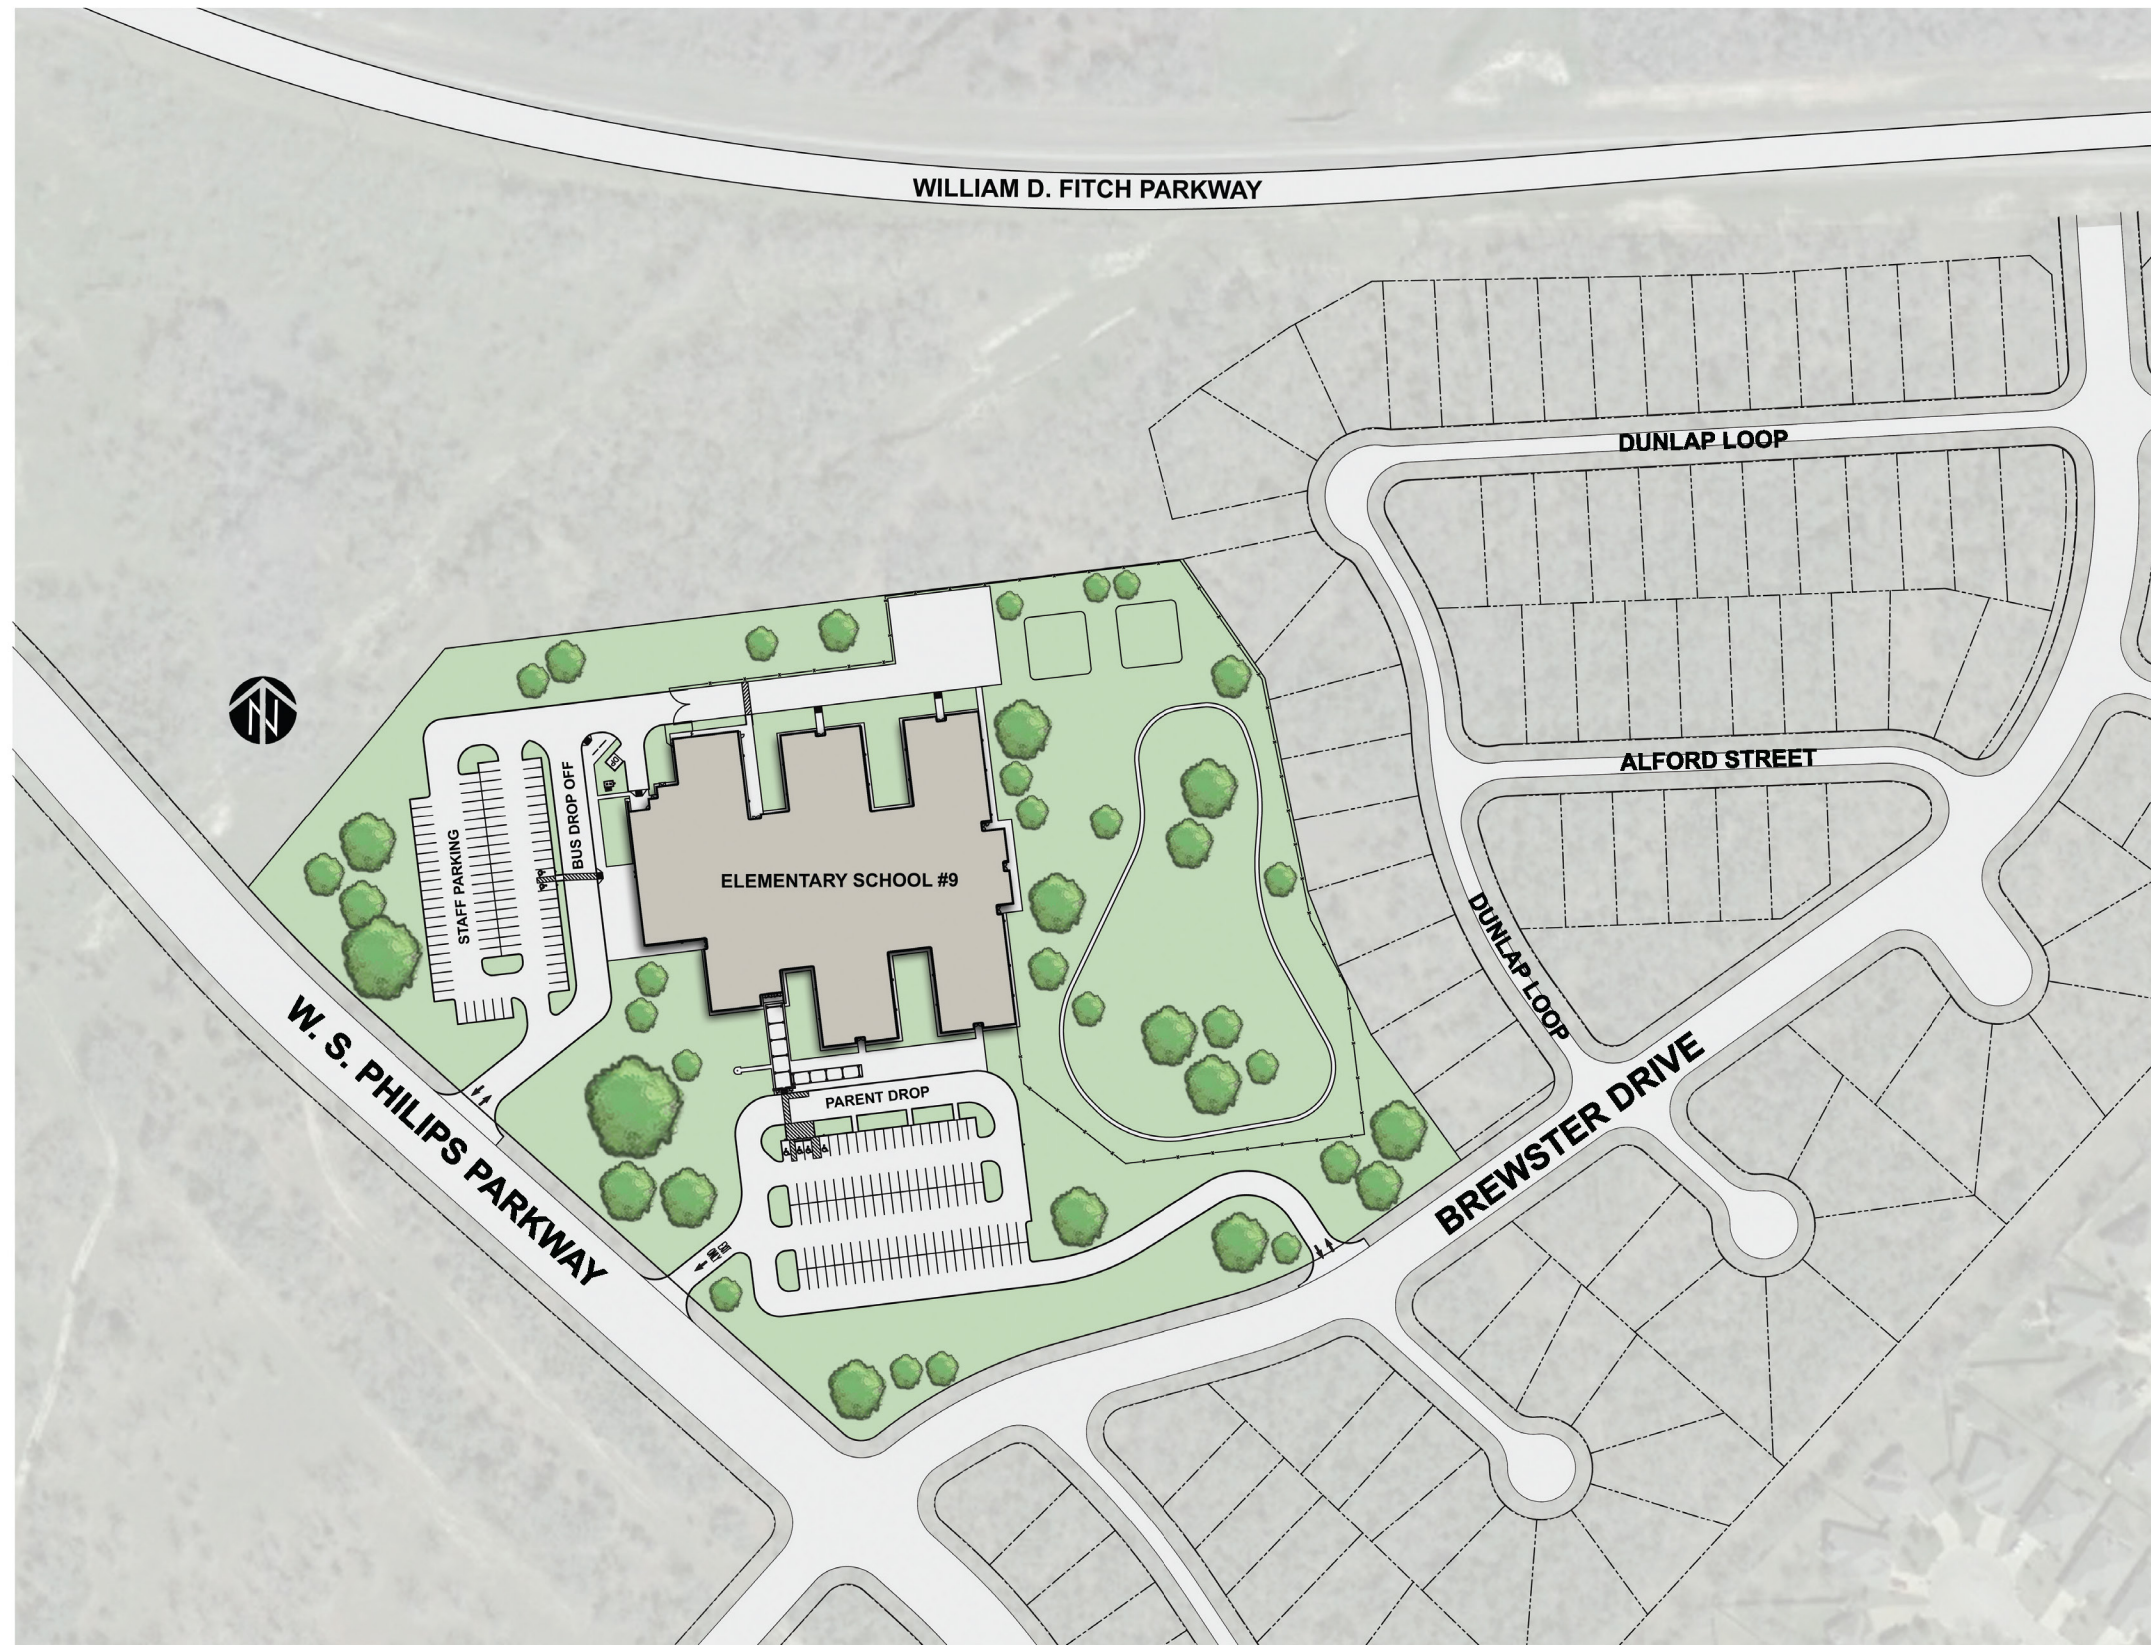 WILLIAM D. FITCH PARKWAY
DUNLAP LOOP
ALFORD STREET
BUS DROP OFF
STAFF PARKING
ELEMENTARY SCHOOL #9
DUNLAP LOOP
W. S. PHILIPS PARKWAY
PARENT DROP
BREWSTER DRIVE
N